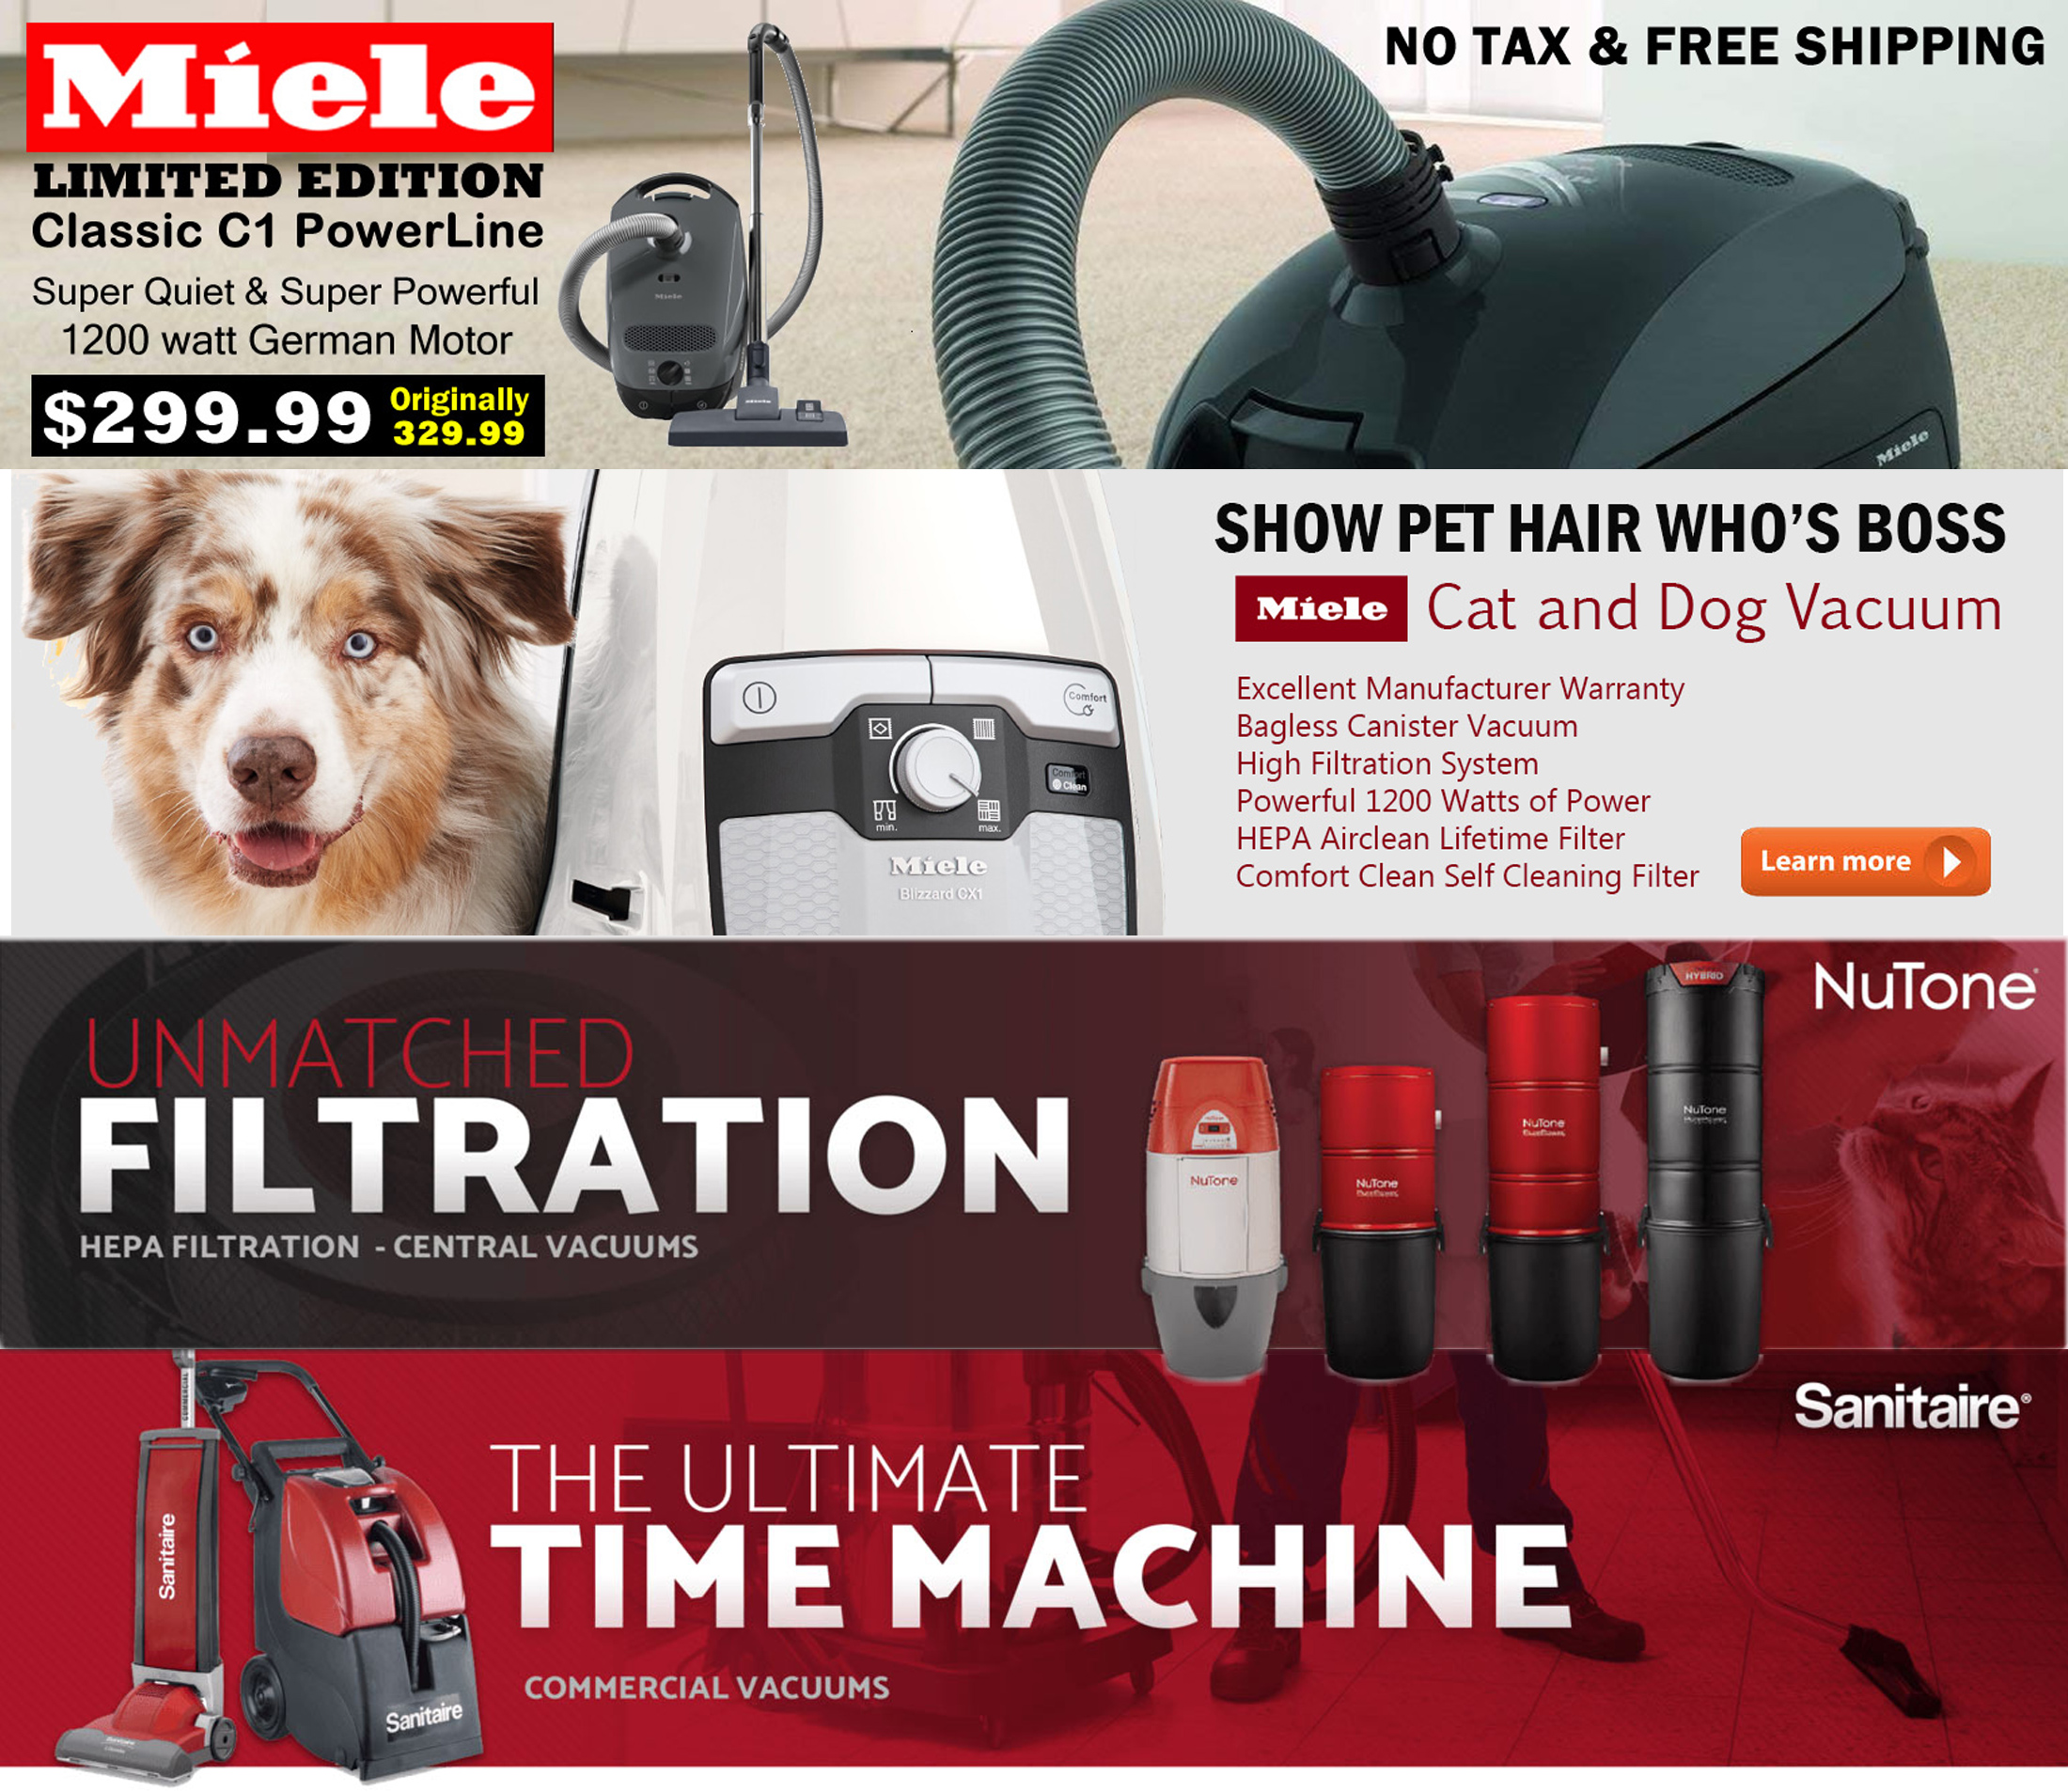 Miele
LIMITED EDITION
Classic C1 PowerLine
Super Quiet & Super Powerful
1200 watt German Motor
$299.99
Originally
329.99
Miele
Miele
NO TAX & FREE SHIPPING
Miele
SHOW PET HAIR WHO'S BOSS
Miele Cat and Dog Vacuum
Excellent Manufacturer Warranty
Bagless Canister Vacuum
High Filtration System
Powerful 1200 Watts of Power
HEPA Airclean Lifetime Filter
Comfort Clean Self Cleaning Filter
Learn more
Comfort
Comfort
Clean
min.
max.
Miele
Blizzard CX1
NuTone
UNMATCHED
FILTRATION
HEPA FILTRATION - CENTRAL VACUUMS
HYBRID
NuTone
NuTone
NuTone
NuTone
Sanitaire®
THE ULTIMATE
TIME MACHINE
COMMERCIAL VACUUMS
COMMERCIAL
Sanitaire
Sanitaire